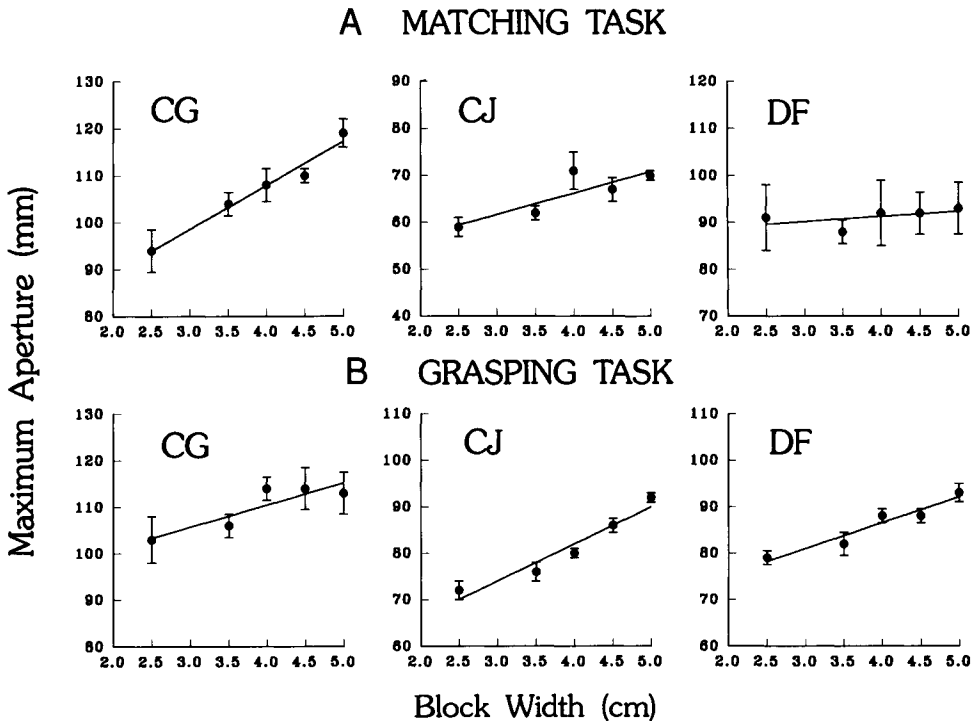 A MATCHING TASK
CG
CJ
DF
130
120
110
100
90
80
90
80
70
60
50
40
120
110
100
90
80
70
2.0 2.5 3.0 3.5 4.0 4.5 5.0
2.0 2.5 3.0 3.5 4.0 4.5 5.0
2.0 2.5 3.0 3.5 4.0 4.5 5.0
B GRASPING TASK
CG
CJ
DF
130
120
110
100
90
80
110
100
90
80
70
60
110
100
90
80
70
60
2.0 2.5 3.0 3.5 4.0 4.5 5.0
2.0 2.5 3.0 3.5 4.0 4.5 5.0
2.0 2.5 3.0 3.5 4.0 4.5 5.0
Maximum Aperture (mm)
Block Width (cm)